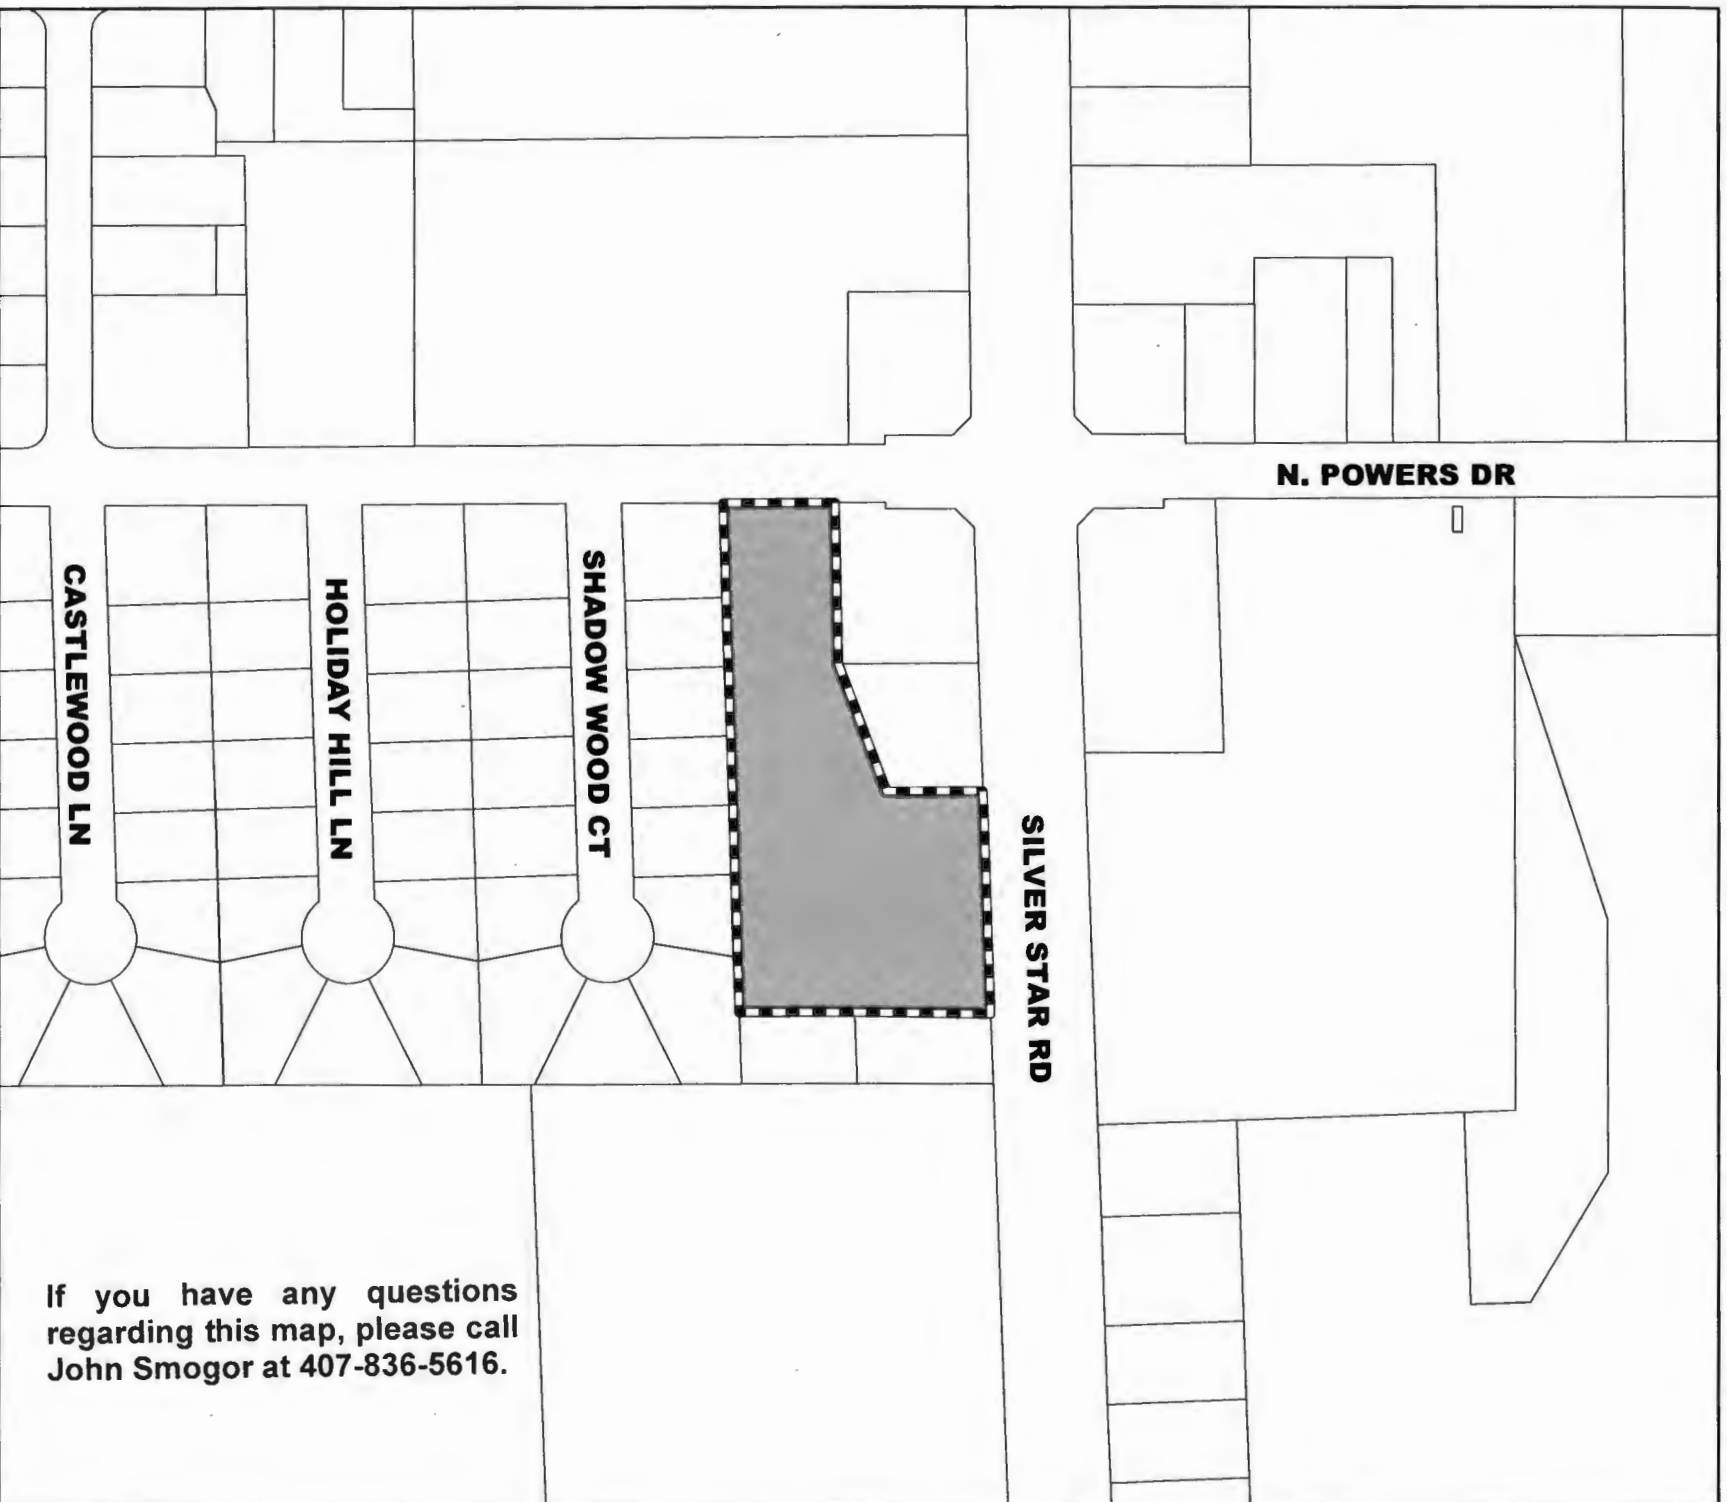 N. POWERS DR
CASTLEWOOD LN
HOLIDAY HILL LN
SHADOW WOOD CT
SILVER STAR RD
If you have any questions
regarding this map, please call
John Smogor at 407-836-5616.